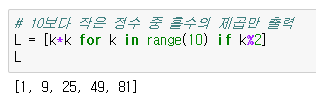 # 10보다 작은 정수 중 홀수의 제곱만 출력
L = [k*k for k in range(10) if k%2]
L
[1, 9, 25, 49, 81]